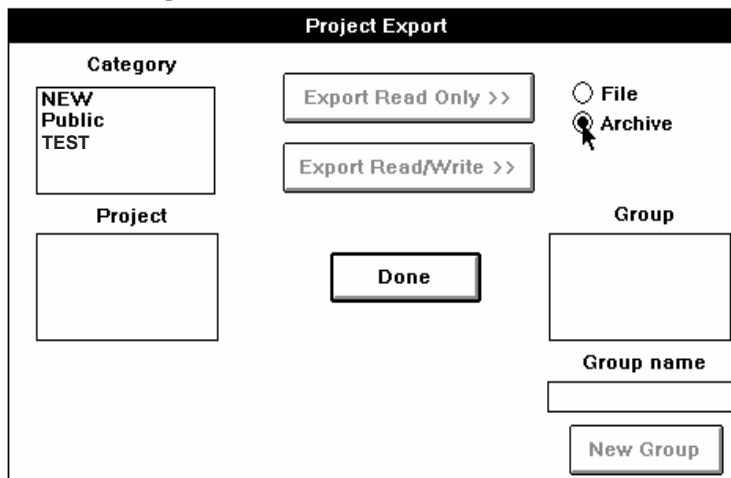 Project Export
Category
NEW
Public
TEST
Export Read Only >>
Export Read/Write >>
File
Archive
Project
Group
Done
Group name
New Group